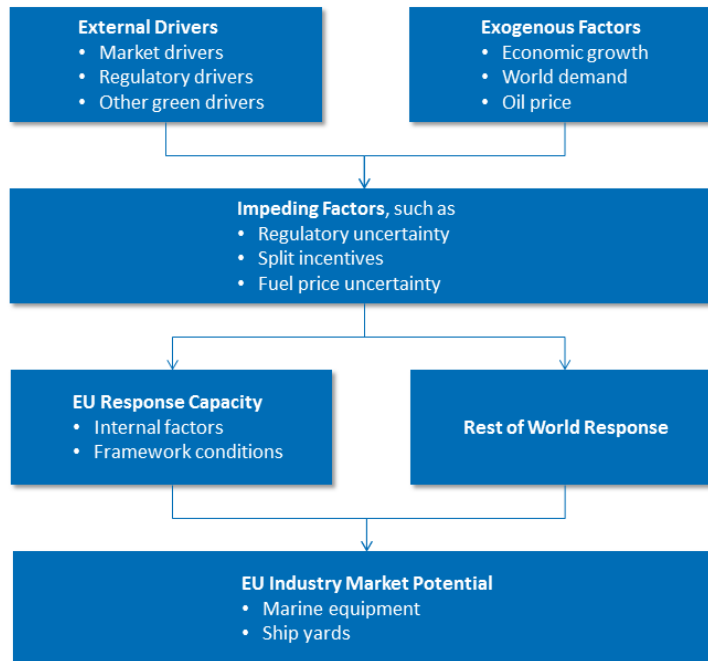 External Drivers
• Market drivers
• Regulatory drivers
• Other green drivers
Exogenous Factors
• Economic growth
• World demand
• Oil price
Impeding Factors, such as
• Regulatory uncertainty
• Split incentives
• Fuel price uncertainty
EU Response Capacity
• Internal factors
• Framework conditions
Rest of World Response
EU Industry Market Potential
• Marine equipment
• Ship yards